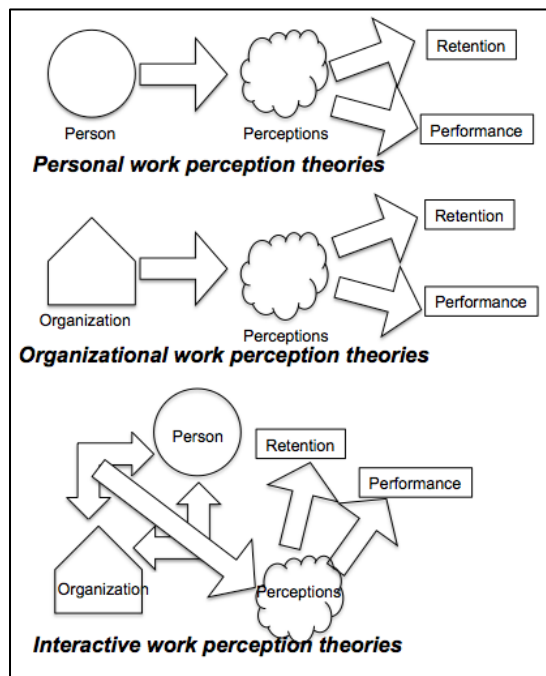 Retention
Person
Perceptions
Performance
Personal work perception theories
Retention
Organization
Perceptions
Performance
Organizational work perception theories
Person
Retention
Performance
Organization
Perceptions
Interactive work perception theories